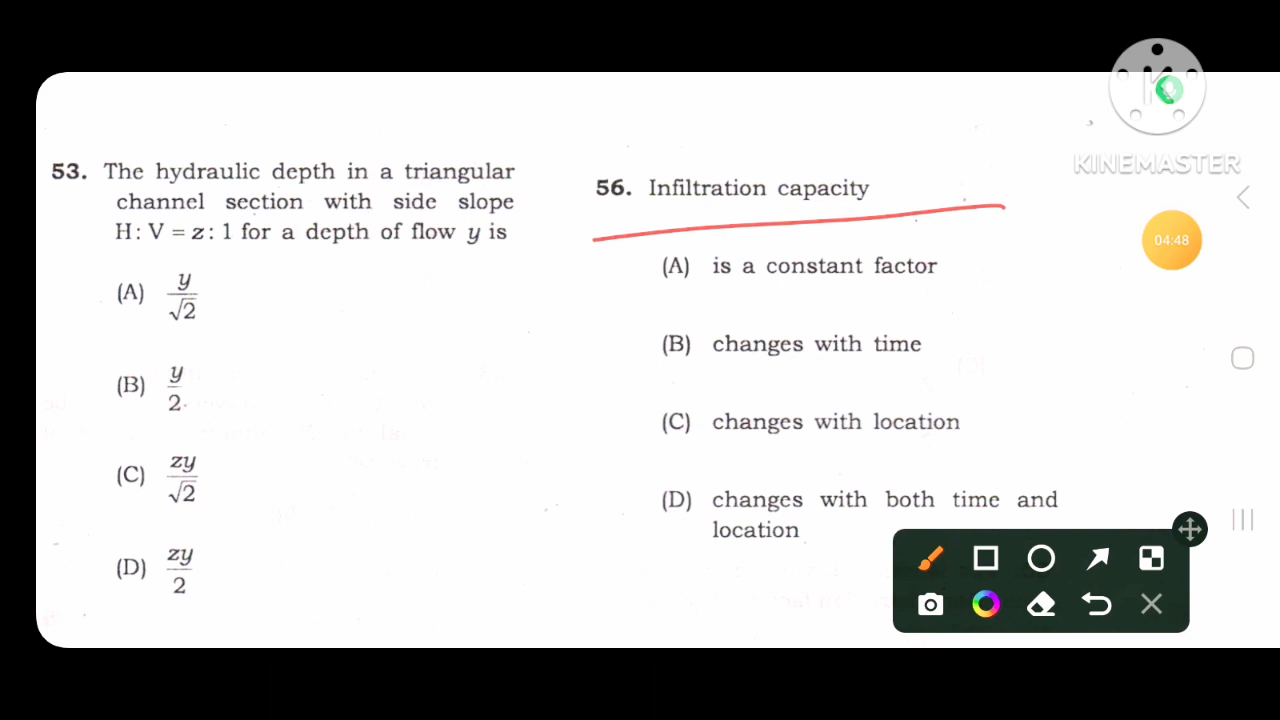 53. The hydraulic depth in a triangular
channel section with side slope
H : V = z : 1 for a depth of flow y is
(A) y/√2
(B) y/2
(C) zy/√2
(D) zy/2
56. Infiltration capacity
(A) is a constant factor
(B) changes with time
(C) changes with location
(D) changes with both time and
location
KINEMASTER
04:48